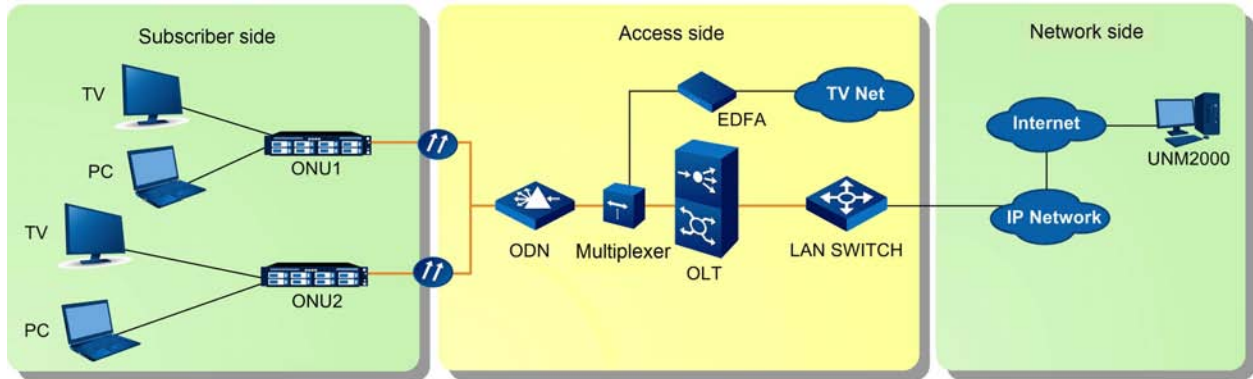 Subscriber side
TV
PC
ONU1
TV
PC
ONU2
Access side
EDFA
TV Net
ODN
Multiplexer
OLT
LAN SWITCH
Network side
Internet
UNM2000
IP Network